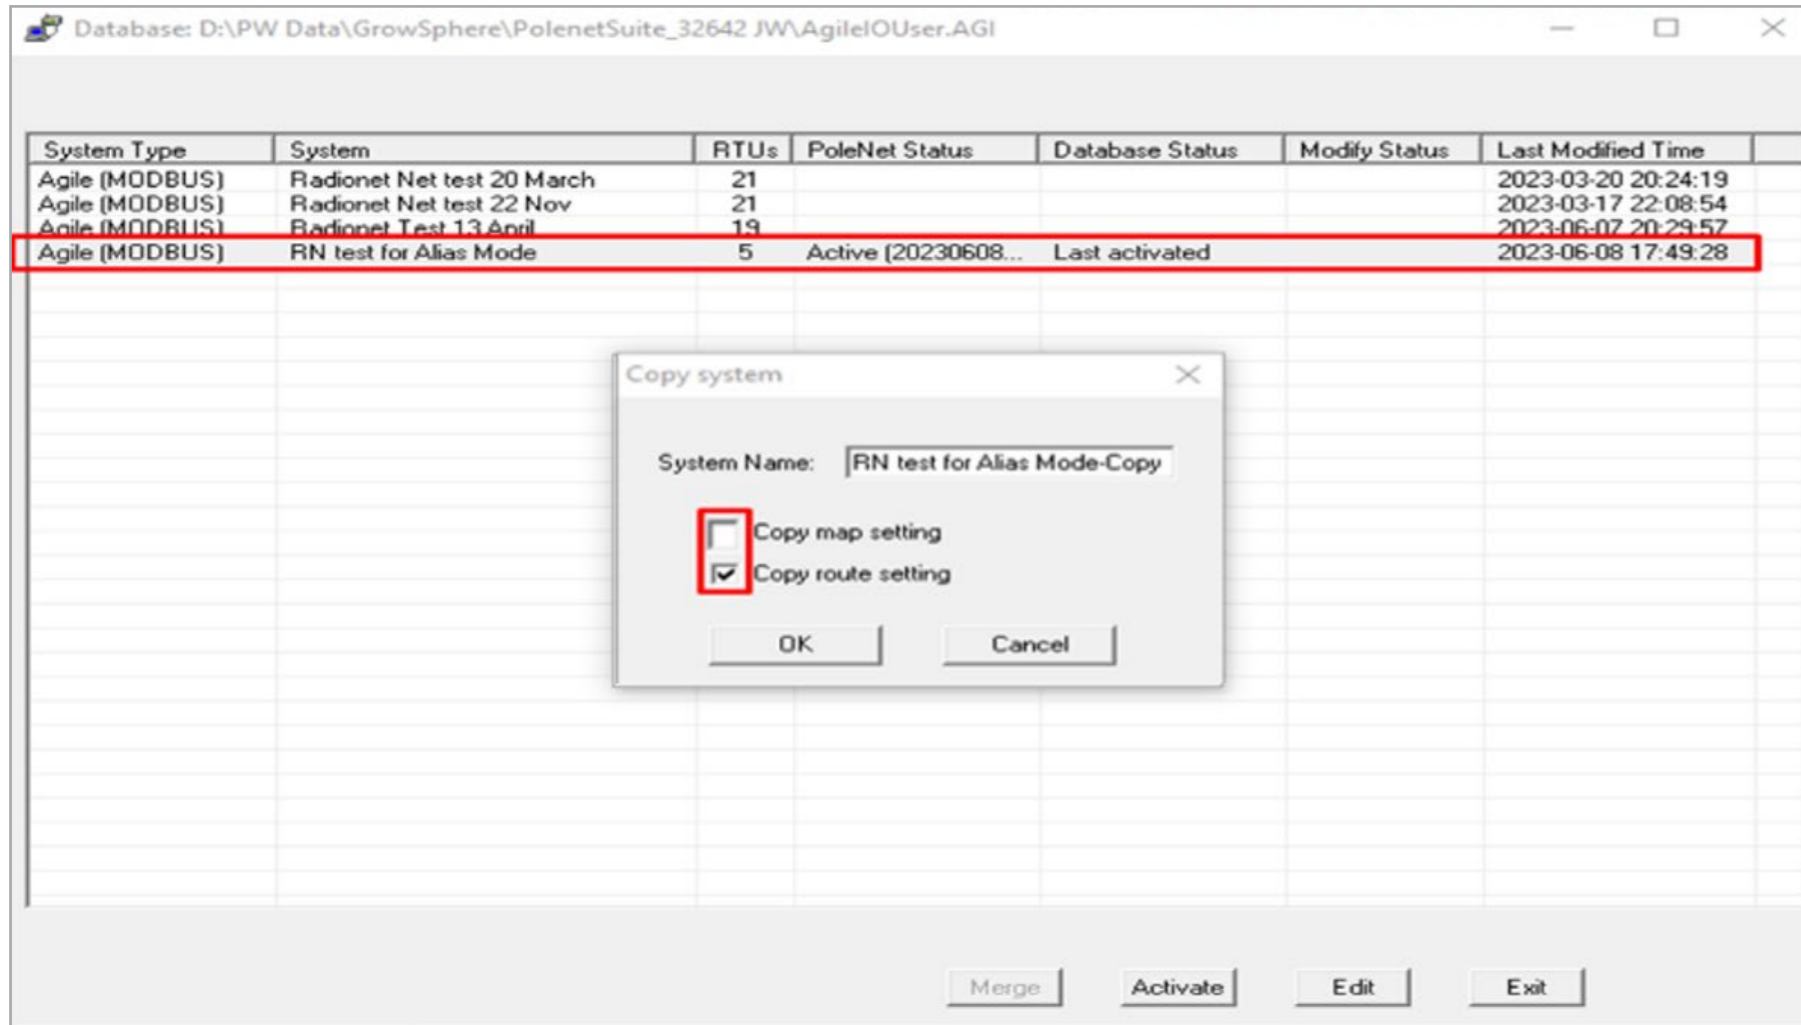 Database: D:\PW Data\GrowSphere\PolenetSuite_32642 JW\AgileIOUser.AGI
System Type System RTUs PoleNet Status Database Status Modify Status Last Modified Time
Agile (MODBUS) Radionet Net test 20 March 21 2023-03-20 20:24:19
Agile (MODBUS) Radionet Net test 22 Nov 21 2023-03-17 22:08:54
Agile (MODBUS) Radionet Test 13 April 19 2023-06-07 20:29:57
Agile (MODBUS) RN test for Alias Mode 5 Active (20230608... Last activated 2023-06-08 17:49:28
Copy system
System Name: RN test for Alias Mode-Copy
Copy map setting
Copy route setting
OK Cancel
Merge Activate Edit Exit